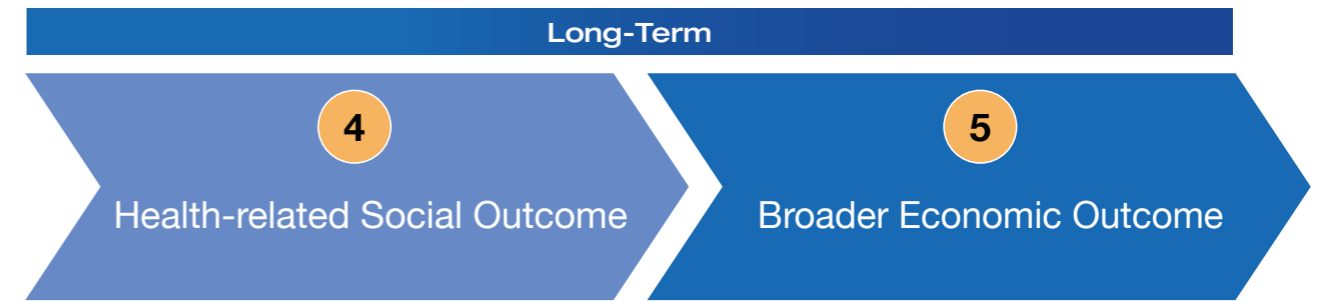 Long-Term
4
Health-related Social Outcome
5
Broader Economic Outcome